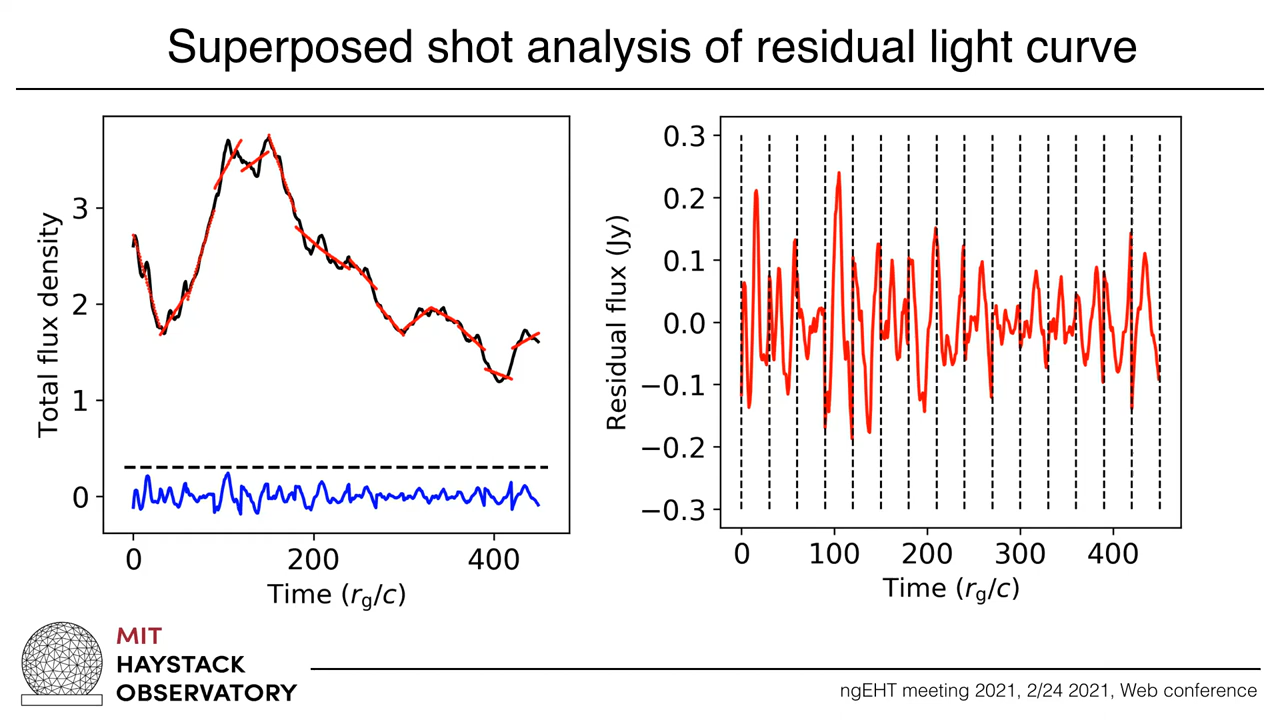 Superposed shot analysis of residual light curve
Total flux density
3
2
1
0
0
200
400
Time (rg/c)
Residual flux (Jy)
0.3
0.2
0.1
0.0
−0.1
−0.2
−0.3
0
100
200
300
400
Time (rg/c)
MIT
HAYSTACK
OBSERVATORY
ngEHT meeting 2021, 2/24 2021, Web conference